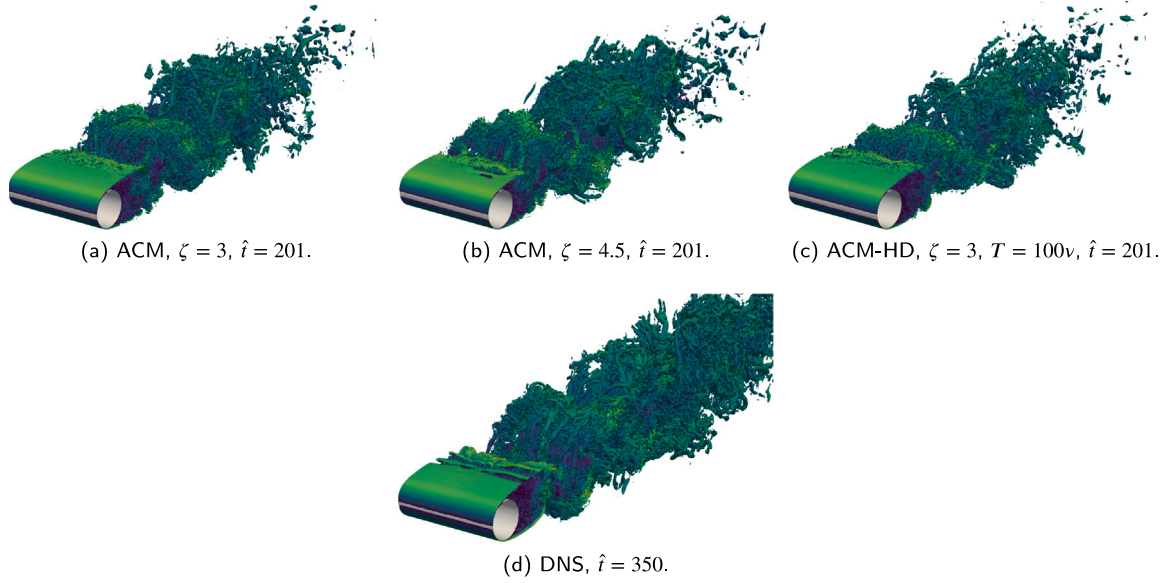 (a) ACM, ζ = 3, t̂ = 201.
(b) ACM, ζ = 4.5, t̂ = 201.
(c) ACM-HD, ζ = 3, T = 100ν, t̂ = 201.
(d) DNS, t̂ = 350.